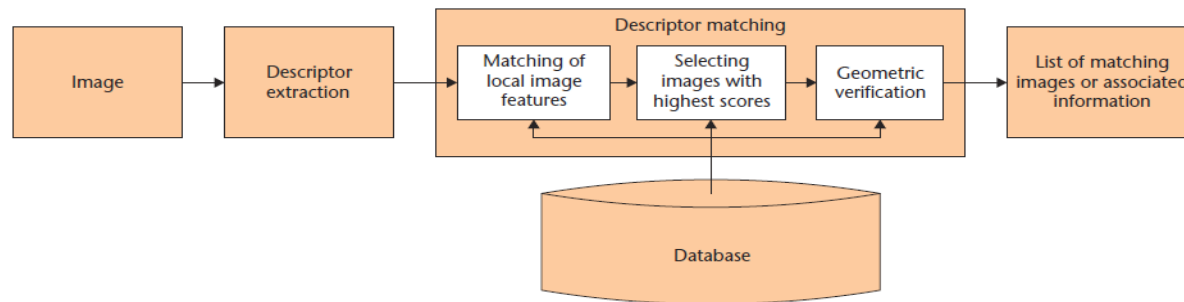 Descriptor matching
Image
Descriptor
extraction
Matching of
local image
features
Selecting
images with
highest scores
Geometric
verification
List of matching
images or associated
information
Database